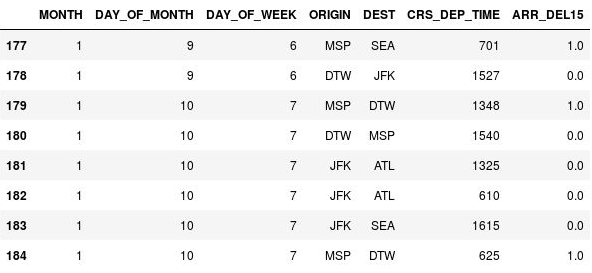 MONTH DAY_OF_MONTH DAY_OF_WEEK ORIGIN DEST CRS_DEP_TIME ARR_DEL15
177 1 9 6 MSP SEA 701 1.0
178 1 9 6 DTW JFK 1527 0.0
179 1 10 7 MSP DTW 1348 1.0
180 1 10 7 DTW MSP 1540 0.0
181 1 10 7 JFK ATL 1325 0.0
182 1 10 7 JFK ATL 610 0.0
183 1 10 7 JFK SEA 1615 0.0
184 1 10 7 MSP DTW 625 1.0